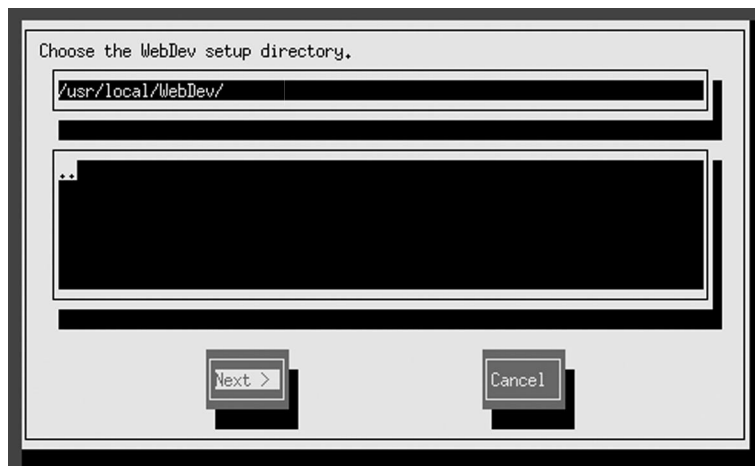 Choose the WebDev setup directory.
/usr/local/WebDev/
..
Next >
Cancel